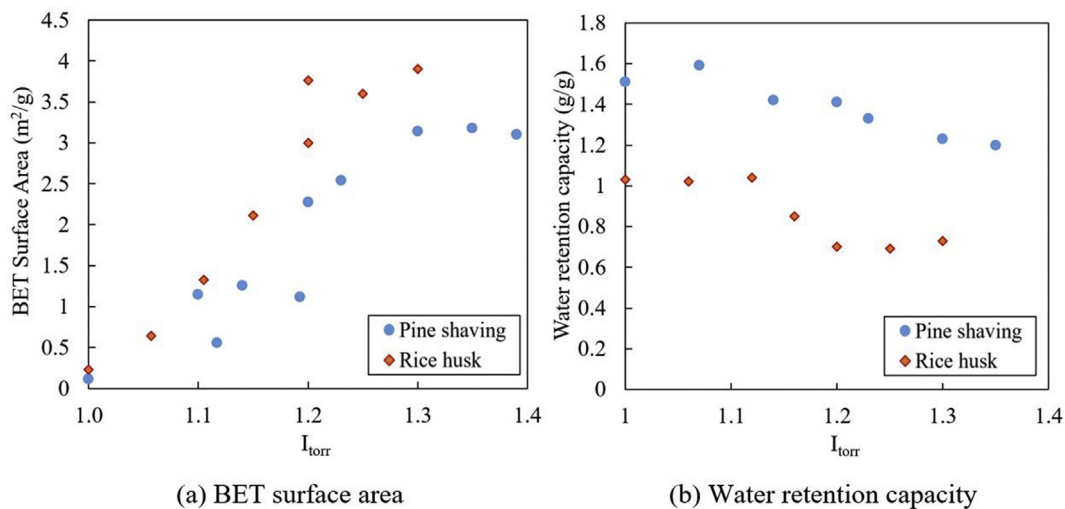 4.5
4
3.5
3
2.5
2
1.5
1
0.5
0
BET Surface Area (m²/g)
1.0 1.1 1.2 1.3 1.4
I_torr
Pine shaving
Rice husk
(a) BET surface area
1.8
1.6
1.4
1.2
1
0.8
0.6
0.4
0.2
0
Water retention capacity (g/g)
1 1.1 1.2 1.3 1.4
I_torr
Pine shaving
Rice husk
(b) Water retention capacity